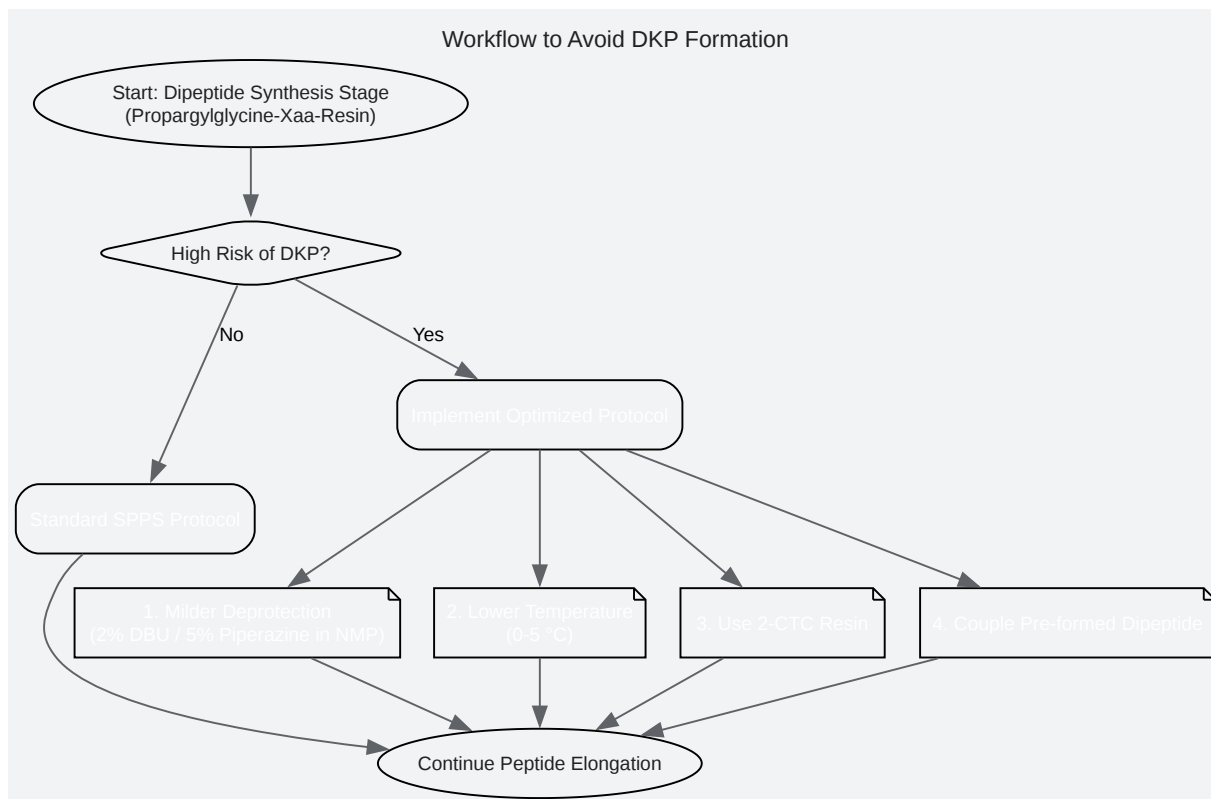 Workflow to Avoid DKP Formation
Start: Dipeptide Synthesis Stage
(Propargylglycine-Xaa-Resin)
High Risk of DKP?
No
Yes
Implement Optimized Protocol
Standard SPPS Protocol
1. Milder Deprotection
(2% DBU / 5% Piperazine in NMP)
2. Lower Temperature
(0-5 °C)
3. Use 2-CTC Resin
4. Couple Pre-formed Dipeptide
Continue Peptide Elongation